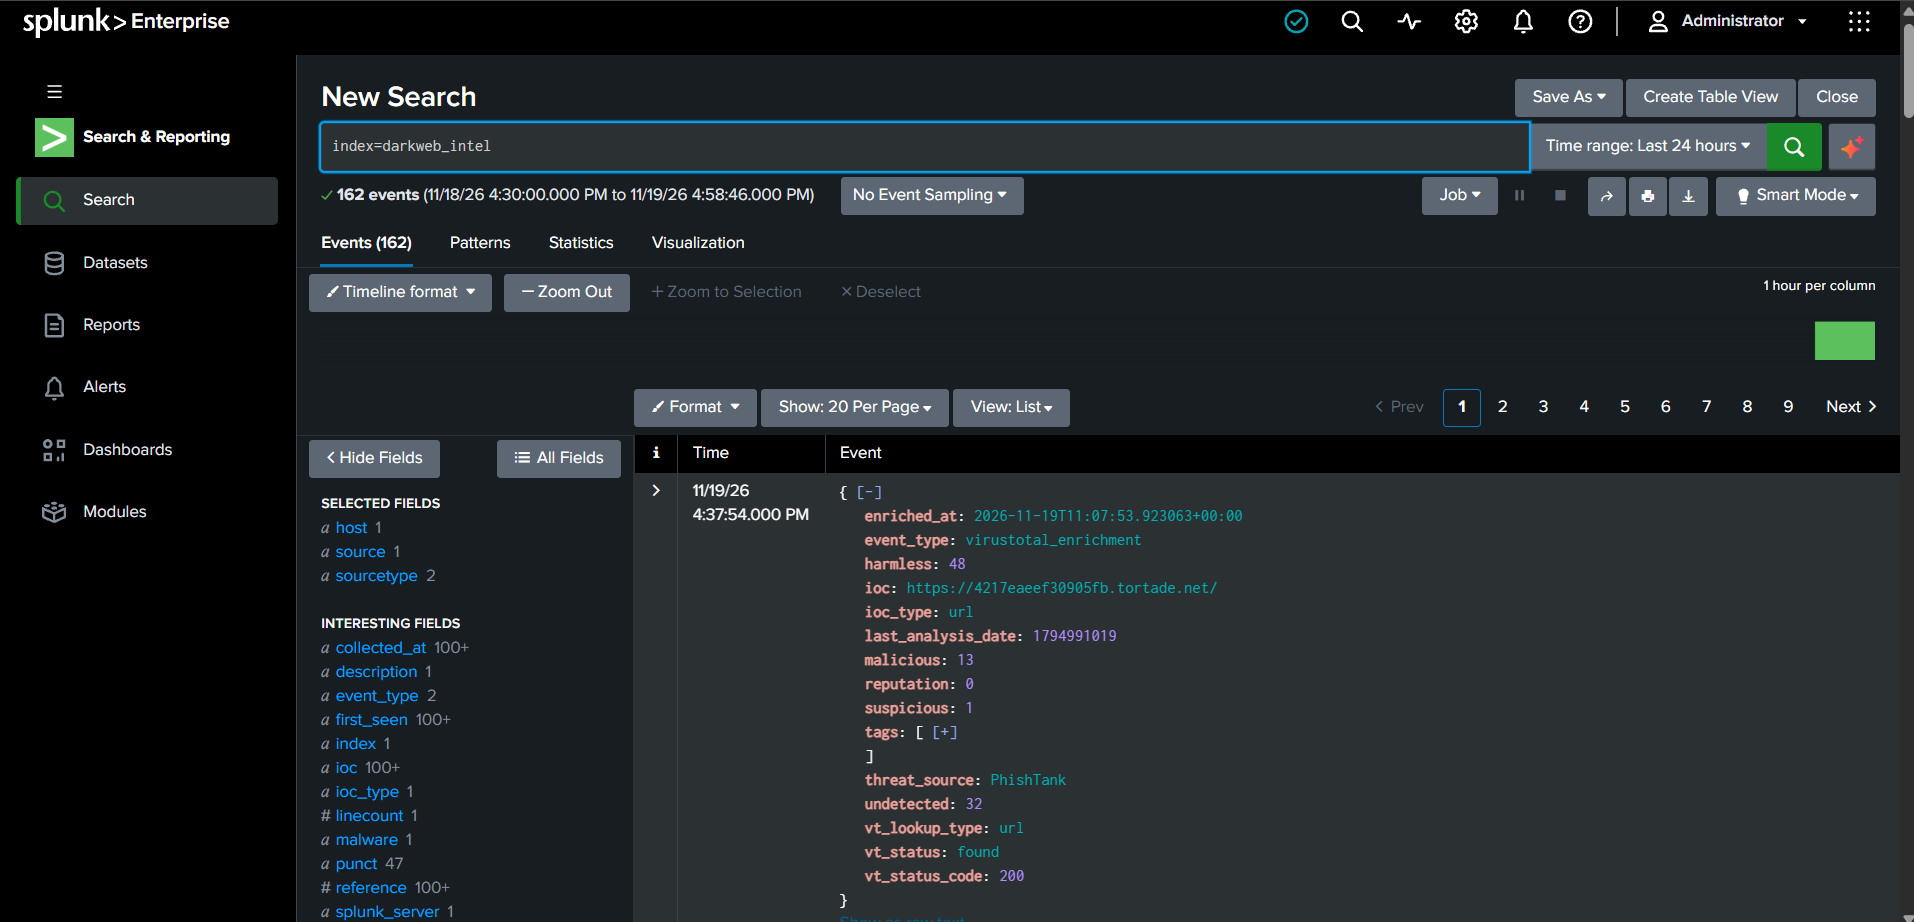 splunk> Enterprise
Administrator
Search & Reporting
Search
Datasets
Reports
Alerts
Dashboards
Modules
New Search
Save As
Create Table View
Close
index=darkweb_intel
Time range: Last 24 hours
✓ 162 events (11/18/26 4:30:00.000 PM to 11/19/26 4:58:46.000 PM)
No Event Sampling
Job
Smart Mode
Events (162)
Patterns
Statistics
Visualization
Timeline format
— Zoom Out
+ Zoom to Selection
× Deselect
1 hour per column
Format
Show: 20 Per Page
View: List
< Prev
1
2
3
4
5
6
7
8
9
Next >
< Hide Fields
All Fields
SELECTED FIELDS
a host 1
a source 1
a sourcetype 2
INTERESTING FIELDS
a collected_at 100+
a description 1
a event_type 2
a first_seen 100+
a index 1
a ioc 100+
a ioc_type 1
# linecount 1
a malware 1
a punct 47
# reference 100+
a splunk_server 1
i
Time
Event
>
11/19/26
4:37:54.000 PM
{ [-]
enriched_at: 2026-11-19T11:07:53.923063+00:00
event_type: virustotal_enrichment
harmless: 48
ioc: https://4217eaeef30905fb.tortade.net/
ioc_type: url
last_analysis_date: 1794991019
malicious: 13
reputation: 0
suspicious: 1
tags: [ [+]
]
threat_source: PhishTank
undetected: 32
vt_lookup_type: url
vt_status: found
vt_status_code: 200
}